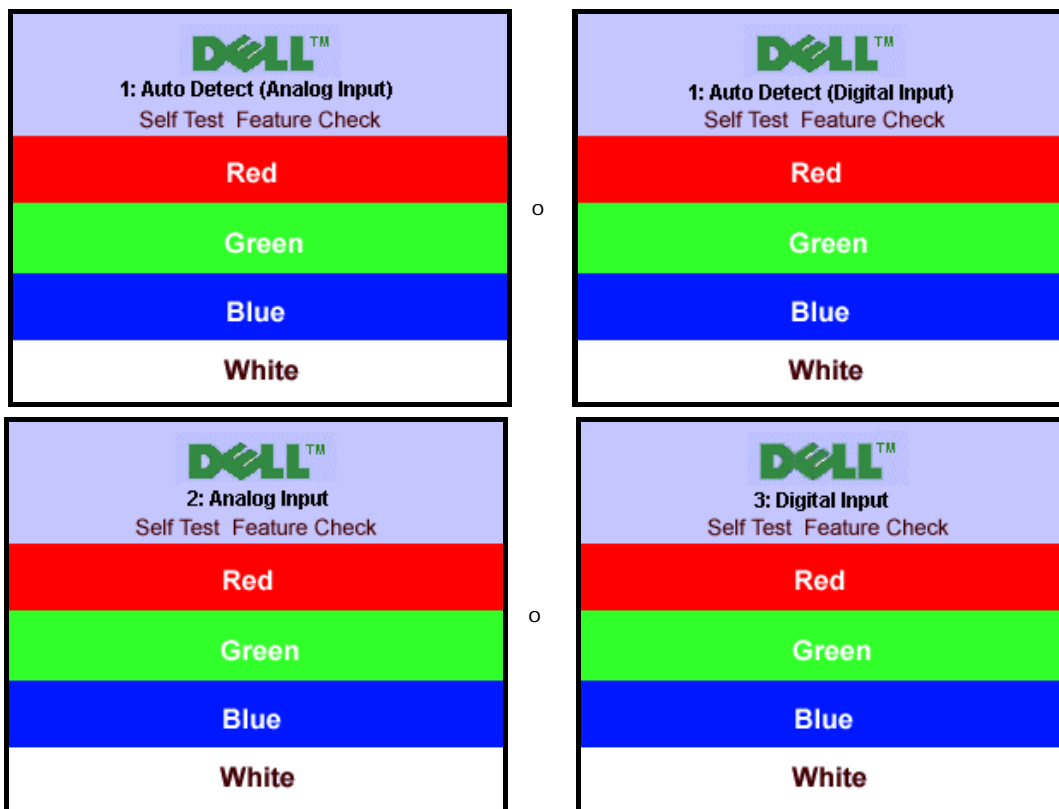 DELL™
1: Auto Detect (Analog Input)
Self Test Feature Check
Red
Green
Blue
White
o
DELL™
1: Auto Detect (Digital Input)
Self Test Feature Check
Red
Green
Blue
White
DELL™
2: Analog Input
Self Test Feature Check
Red
Green
Blue
White
o
DELL™
3: Digital Input
Self Test Feature Check
Red
Green
Blue
White